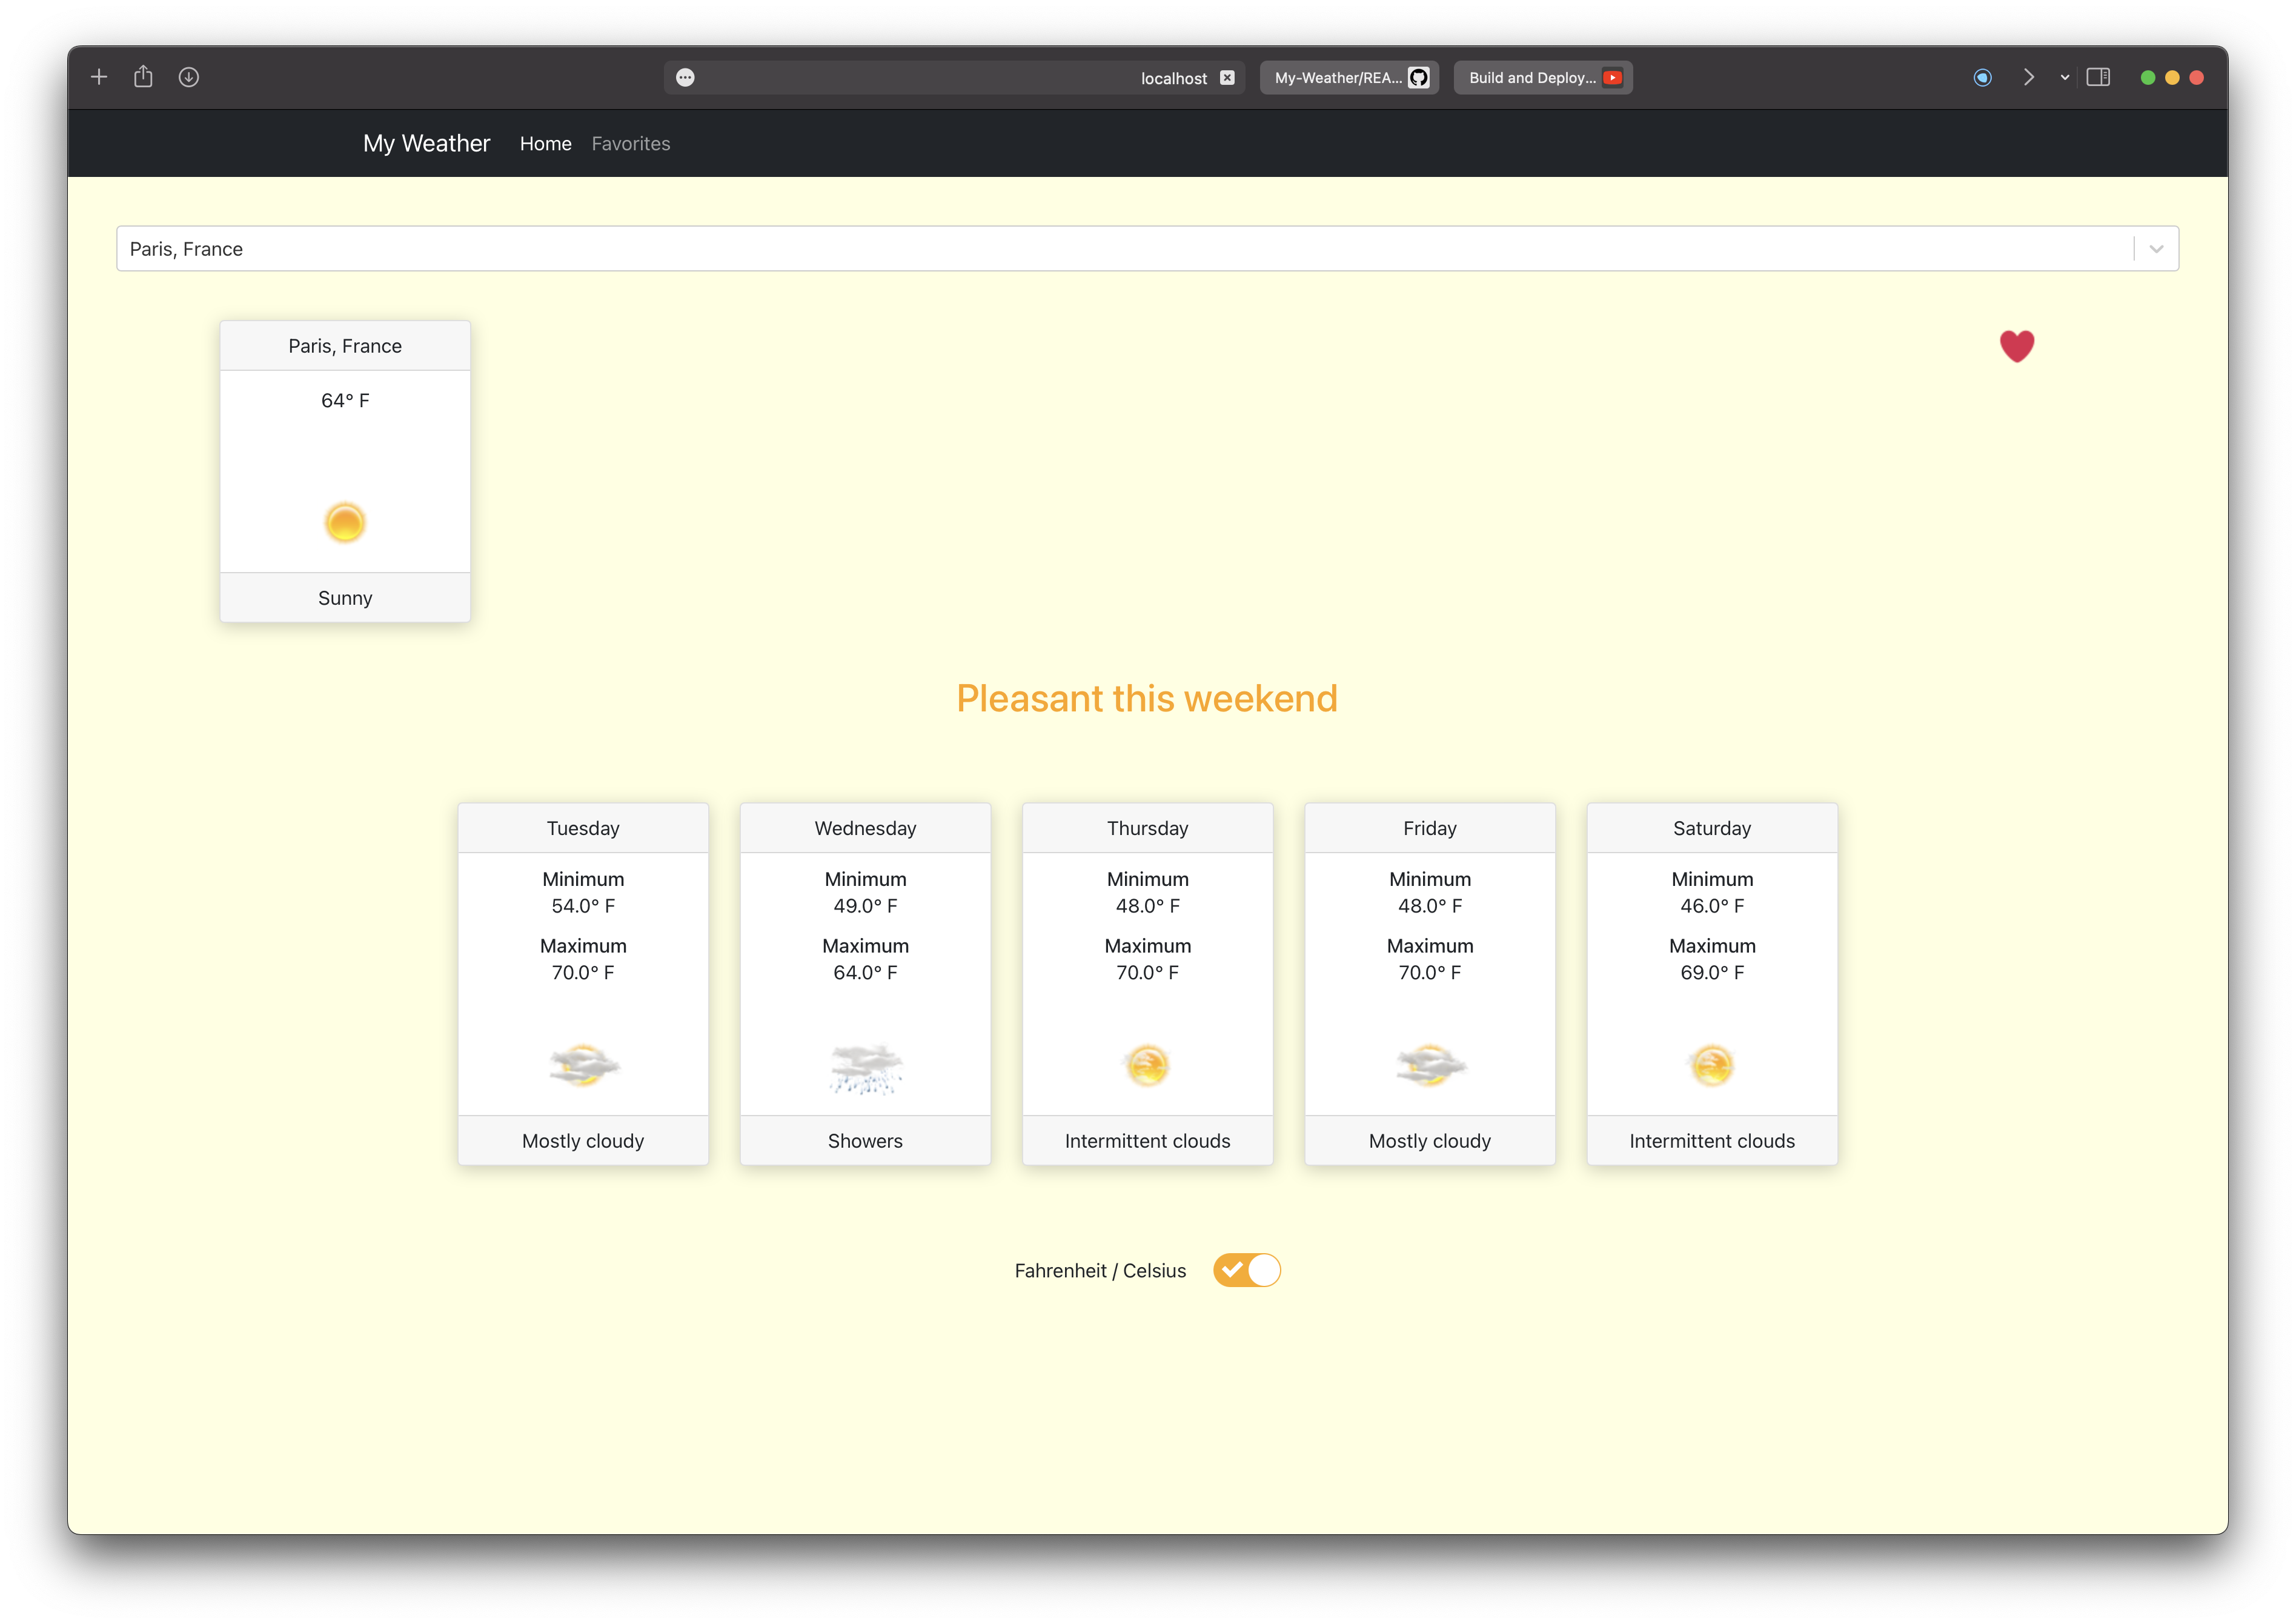 localhost
My-Weather/REA...
Build and Deploy...
My Weather Home Favorites
Paris, France
Paris, France
64° F
Sunny
Pleasant this weekend
Tuesday
Minimum
54.0° F
Maximum
70.0° F
Mostly cloudy
Wednesday
Minimum
49.0° F
Maximum
64.0° F
Showers
Thursday
Minimum
48.0° F
Maximum
70.0° F
Intermittent clouds
Friday
Minimum
48.0° F
Maximum
70.0° F
Mostly cloudy
Saturday
Minimum
46.0° F
Maximum
69.0° F
Intermittent clouds
Fahrenheit / Celsius